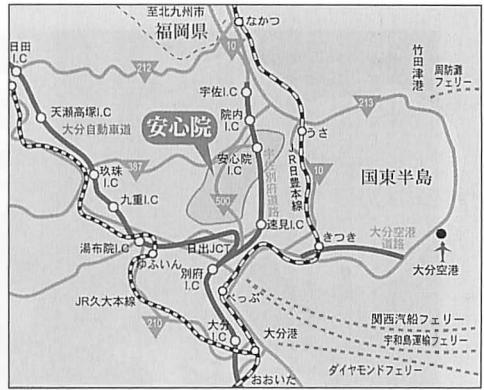 至北九州市
福岡県
なかつ
10
日田
I.C
212
竹田津港
周防灘
フェリー
213
天瀬高塚I.C
大分自動車道
宇佐I.C
院内
I.C
安心院
うさ
387
玖珠
I.C
安心院
I.C
宇佐別府道路
JR日豊本線
10
国東半島
九重I.C
500
速見I.C
きつき
大分空港
道路
湯布院I.C
日出JCT
ゆふいん
大分空港
別府
I.C
べっぷ
JR久大本線
210
大分
I.C
大分港
関西汽船フェリー
宇和島運輸フェリー
ダイヤモンドフェリー
おおいた